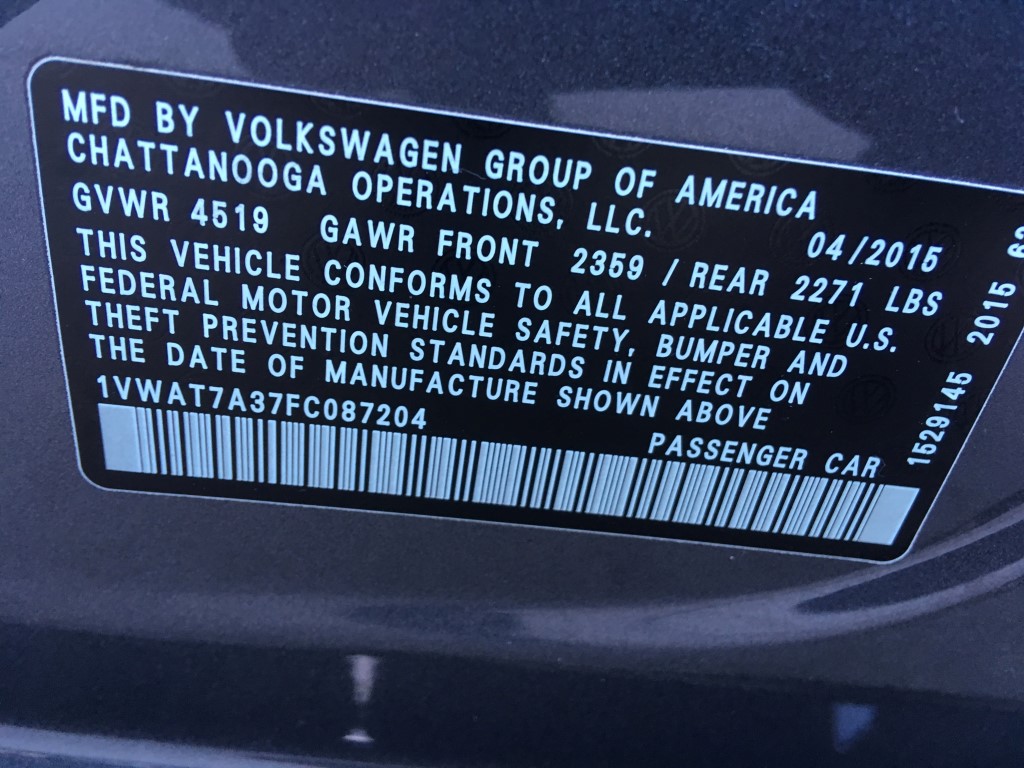 MFD BY VOLKSWAGEN GROUP OF AMERICA
CHATTANOOGA OPERATIONS, LLC.
04/2015
GVWR 4519 GAWR FRONT 2359 / REAR 2271 LBS
THIS VEHICLE CONFORMS TO ALL APPLICABLE U.S.
FEDERAL MOTOR VEHICLE SAFETY, BUMPER AND
THEFT PREVENTION STANDARDS IN EFFECT ON
THE DATE OF MANUFACTURE SHOWN ABOVE
1VWAT7A37FC087204
PASSENGER CAR
1529145 2015